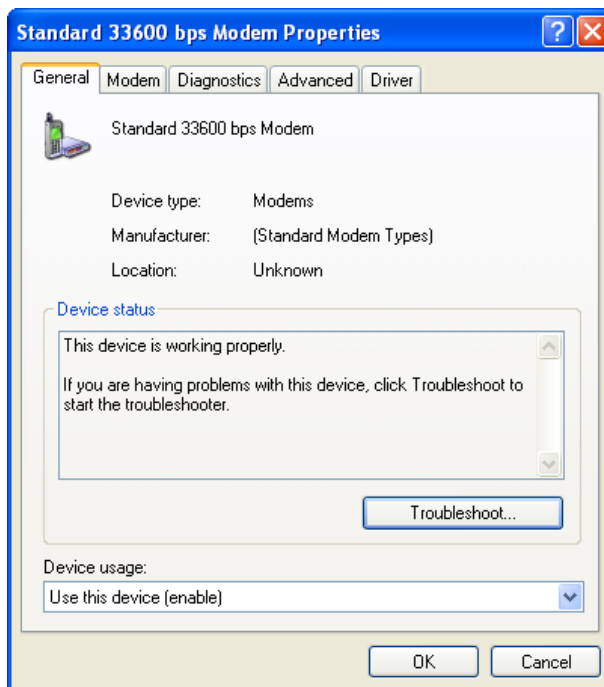 Standard 33600 bps Modem Properties
General Modem Diagnostics Advanced Driver
Standard 33600 bps Modem
Device type: Modems
Manufacturer: (Standard Modem Types)
Location: Unknown
Device status
This device is working properly.
If you are having problems with this device, click Troubleshoot to
start the troubleshooter.
Troubleshoot...
Device usage:
Use this device (enable)
OK Cancel